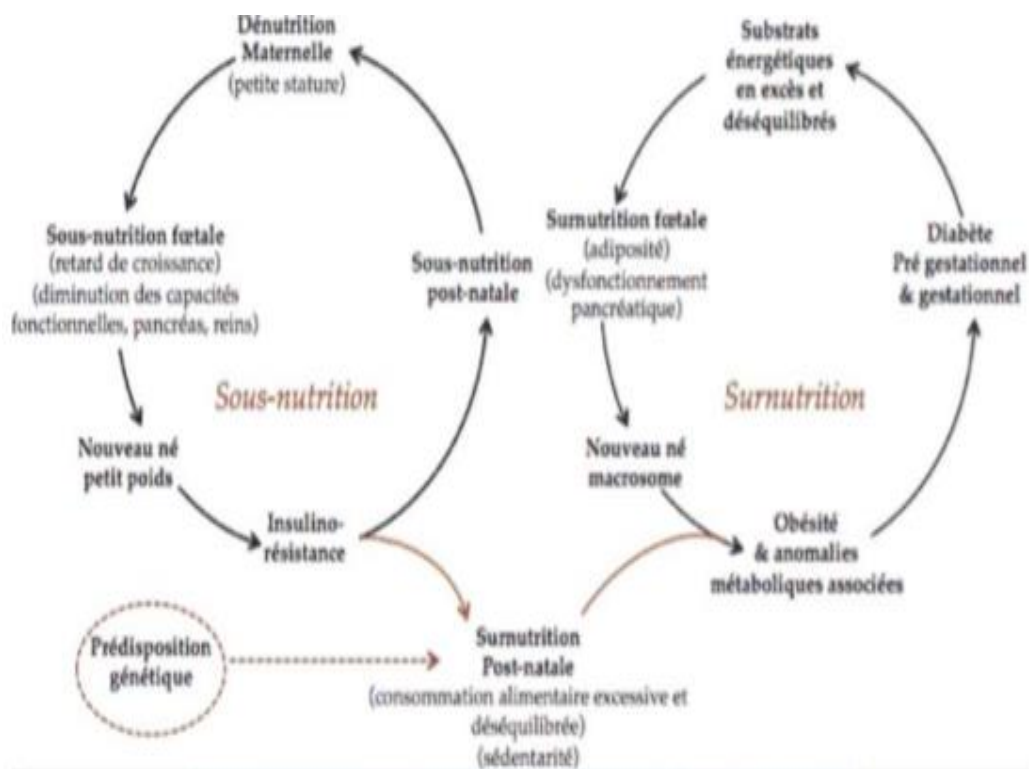 Dénutrition
Maternelle
(petite stature)
Sous-nutrition fœtale
(retard de croissance)
(diminution des capacités
fonctionnelles, pancréas, reins)
Sous-nutrition
post-natale
Sous-nutrition
Nouveau né
petit poids
Insulino-
résistance
Substrats
énergétiques
en excès et
déséquilibrés
Surnutrition fœtale
(adiposité)
(dysfonctionnement
pancréatique)
Diabète
Pré gestationnel
& gestationnel
Surnutrition
Nouveau né
macrosome
Obésité
& anomalies
métaboliques associées
Prédisposition
génétique
Surnutrition
Post-natale
(consommation alimentaire excessive et
déséquilibrée)
(sédentarité)